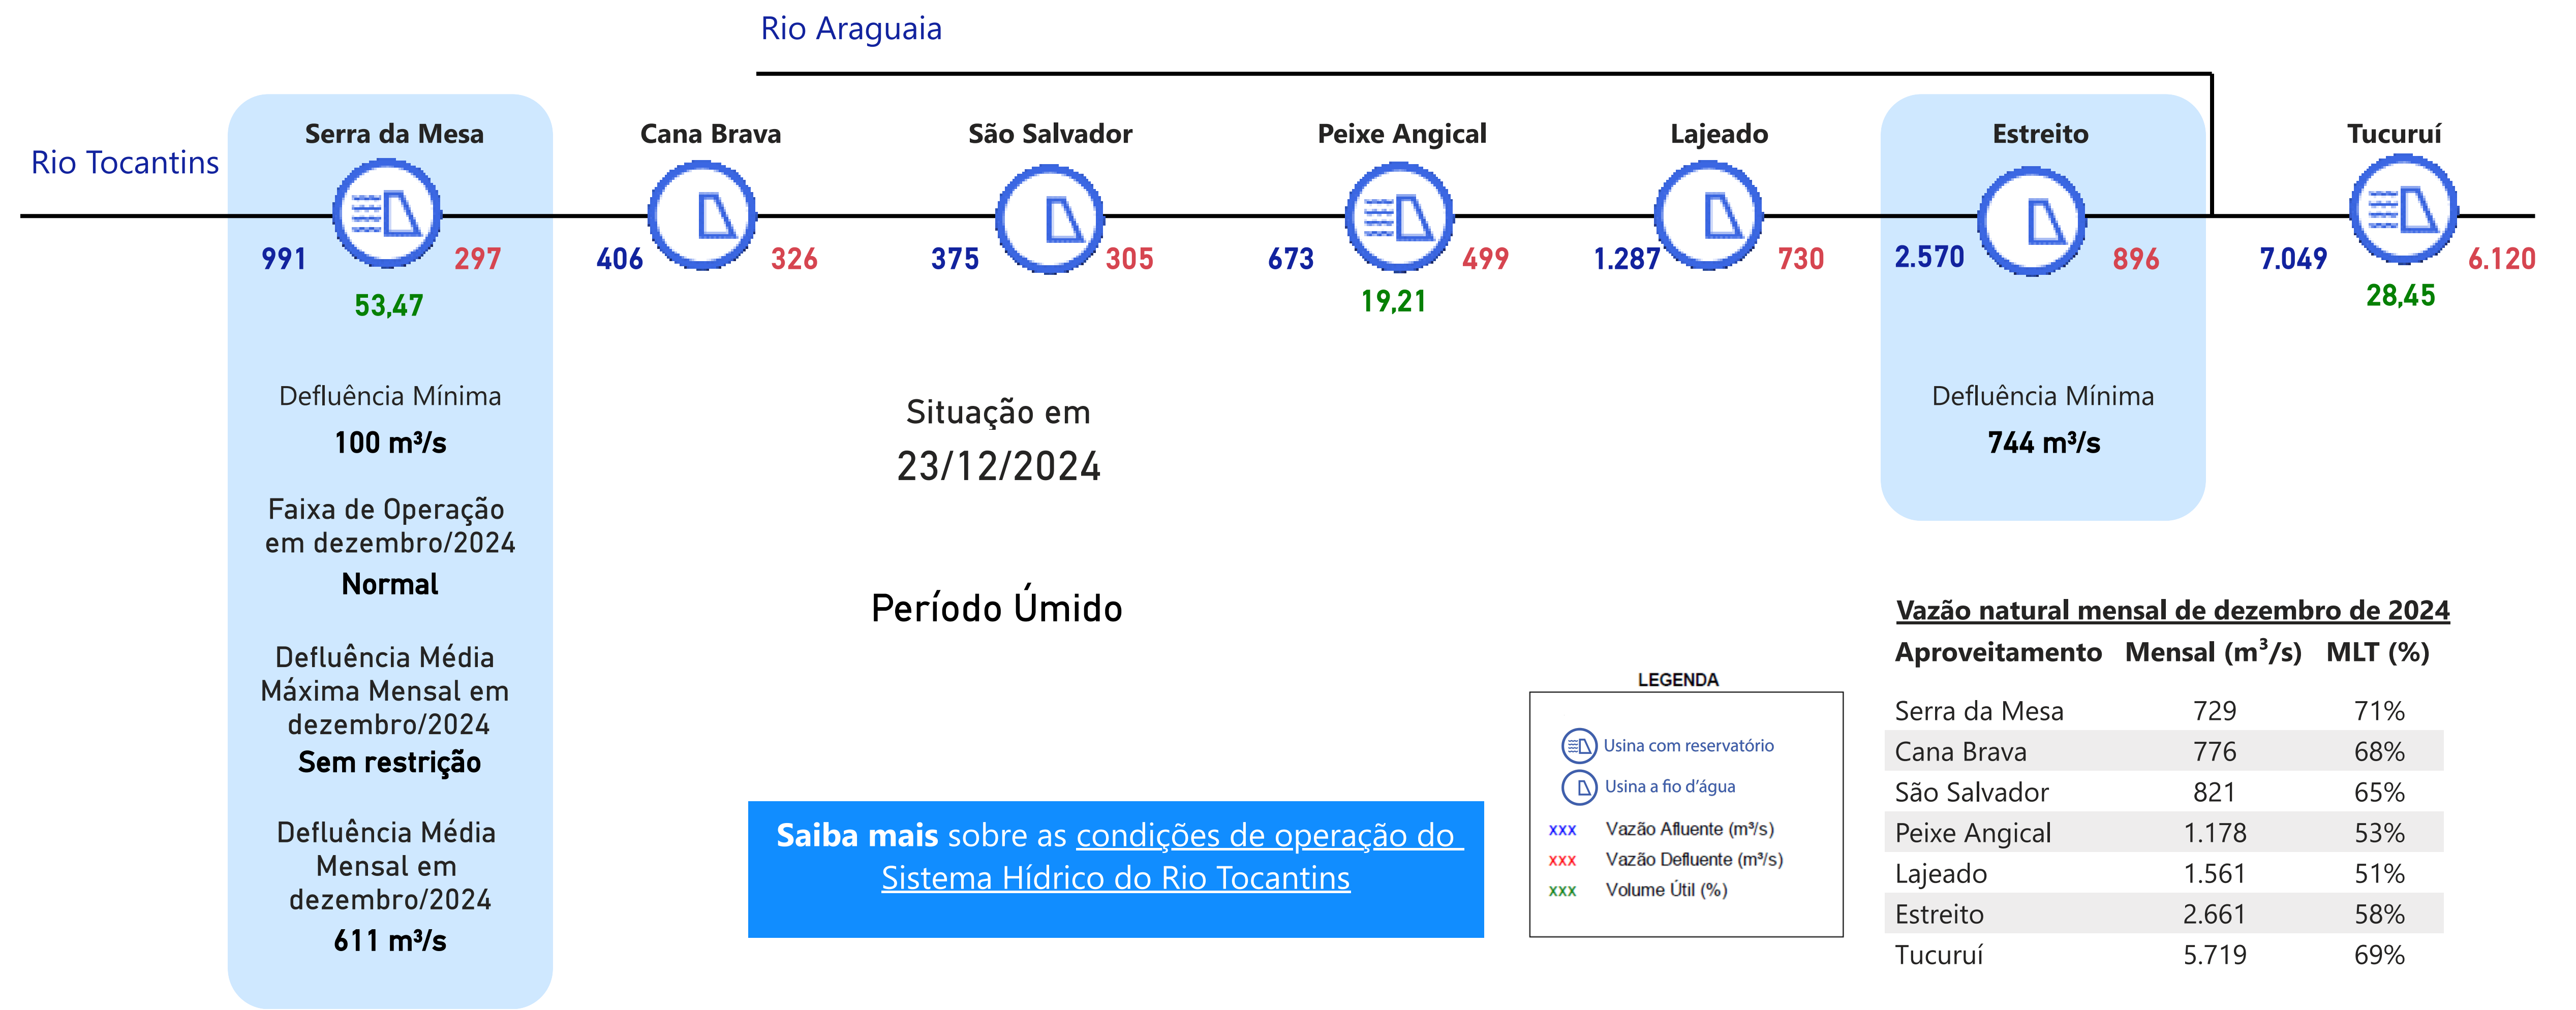 Rio Araguaia
Rio Tocantins
Serra da Mesa
Cana Brava
São Salvador
Peixe Angical
Lajeado
Estreito
Tucuruí
991
297
406
326
375
305
673
499
1.287
730
2.570
896
7.049
6.120
53,47
19,21
28,45
Defluência Mínima
100 m³/s
Faixa de Operação
em dezembro/2024
Normal
Defluência Média
Máxima Mensal em
dezembro/2024
Sem restrição
Defluência Média
Mensal em
dezembro/2024
611 m³/s
Situação em
23/12/2024
Período Úmido
Saiba mais sobre as condições de operação do
Sistema Hídrico do Rio Tocantins
Defluência Mínima
744 m³/s
LEGENDA
Usina com reservatório
Usina a fio d'água
xxx Vazão Afluente (m³/s)
xxx Vazão Defluente (m³/s)
xxx Volume Útil (%)
Vazão natural mensal de dezembro de 2024
Aproveitamento Mensal (m³/s) MLT (%)
Serra da Mesa 729 71%
Cana Brava 776 68%
São Salvador 821 65%
Peixe Angical 1.178 53%
Lajeado 1.561 51%
Estreito 2.661 58%
Tucuruí 5.719 69%